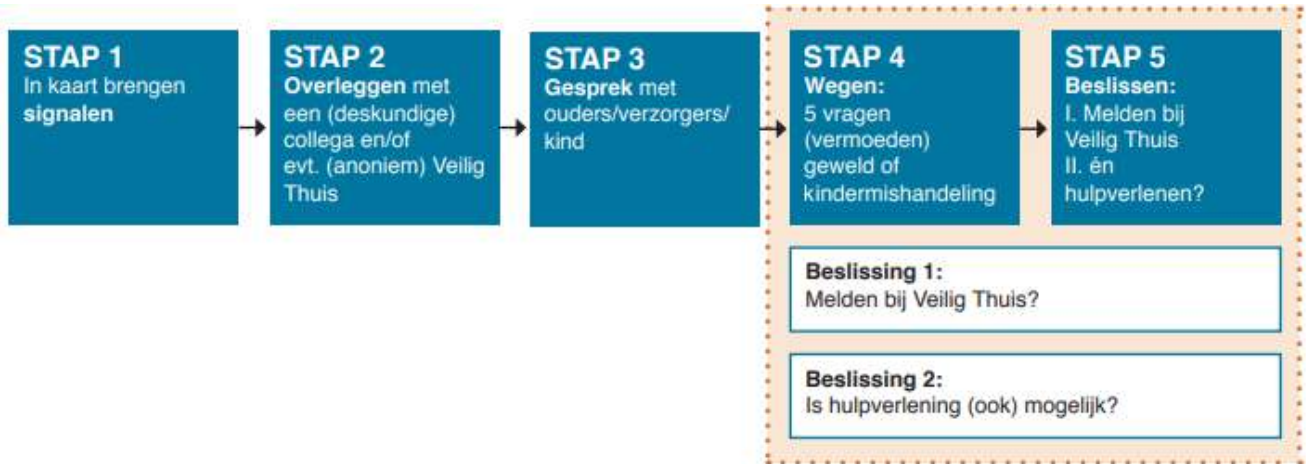 STAP 1
In kaart brengen
signalen
STAP 2
Overleggen met
een (deskundige)
collega en/of
evt. (anoniem) Veilig
Thuis
STAP 3
Gesprek met
ouders/verzorgers/
kind
STAP 4
Wegen:
5 vragen
(vermoeden)
geweld of
kindermishandeling
STAP 5
Beslissen:
I. Melden bij
Veilig Thuis
II. én
hulpverlenen?
Beslissing 1:
Melden bij Veilig Thuis?
Beslissing 2:
Is hulpverlening (ook) mogelijk?